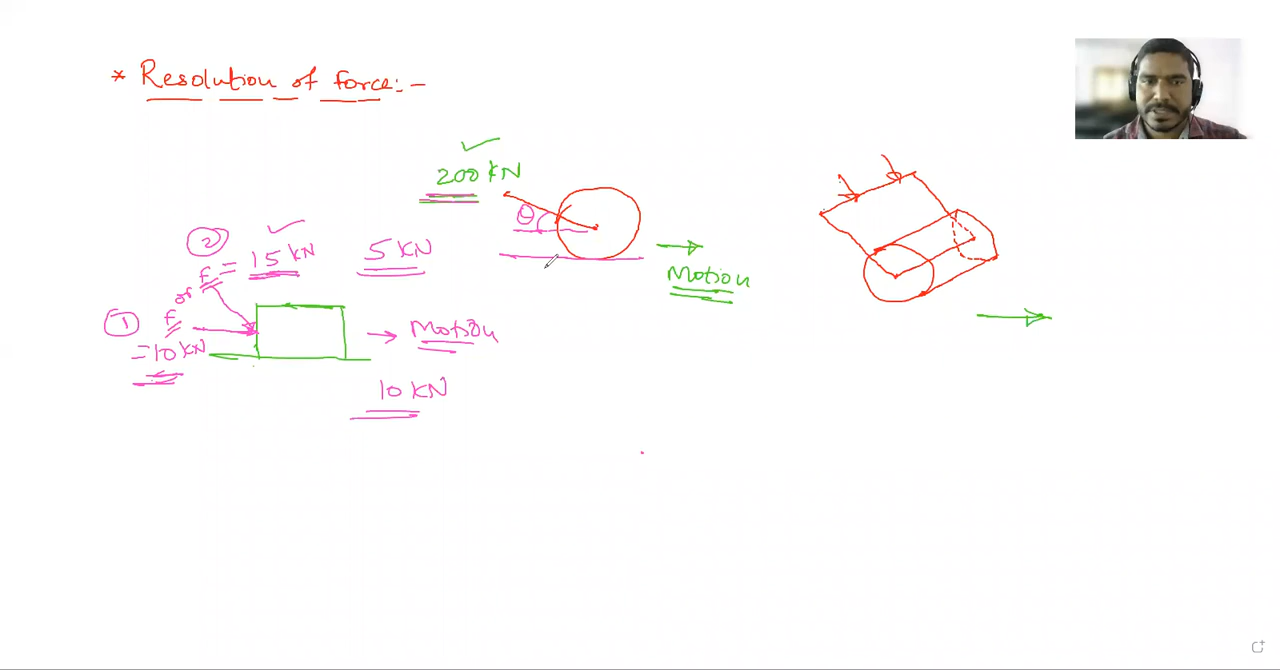 * Resolution of force:-
200 KN
θ
② 
f = 15 KN
5 KN
or
Motion
① f
= 10 KN
Motion
10 KN